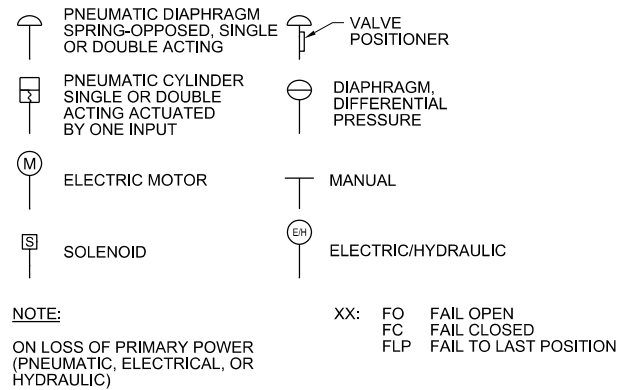 PNEUMATIC DIAPHRAGM
SPRING-OPPOSED, SINGLE
OR DOUBLE ACTING
VALVE
POSITIONER
PNEUMATIC CYLINDER
SINGLE OR DOUBLE
ACTING ACTUATED
BY ONE INPUT
DIAPHRAGM,
DIFFERENTIAL
PRESSURE
M
ELECTRIC MOTOR
MANUAL
S
SOLENOID
E/H
ELECTRIC/HYDRAULIC
NOTE:
ON LOSS OF PRIMARY POWER
(PNEUMATIC, ELECTRICAL, OR
HYDRAULIC)
XX: FO FAIL OPEN
FC FAIL CLOSED
FLP FAIL TO LAST POSITION